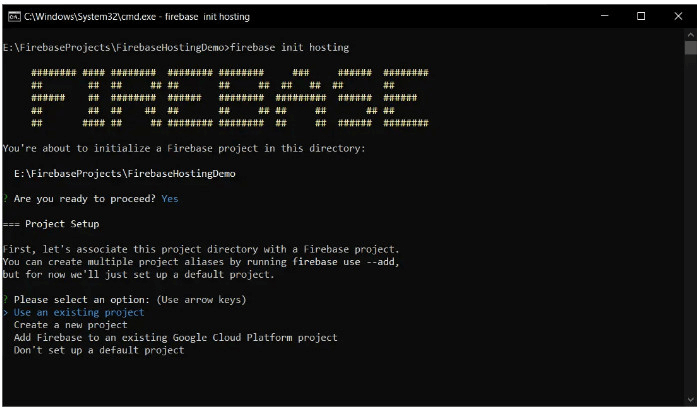 C:\Windows\System32\cmd.exe - firebase  init hosting
E:\FirebaseProjects\FirebaseHostingDemo>firebase init hosting
     ######## #### ########  ######## ########     ###     ######  ########
     ##        ##  ##     ## ##       ##     ##  ##   ##  ##       ##
     ######    ##  ########  ######   ########  #########  ######  ######
     ##        ##  ##    ##  ##       ##     ## ##     ##       ## ##
     ##       #### ##     ## ######## ########  ##     ##  ######  ########
You're about to initialize a Firebase project in this directory:
  E:\FirebaseProjects\FirebaseHostingDemo
? Are you ready to proceed? Yes
=== Project Setup
First, let's associate this project directory with a Firebase project.
You can create multiple project aliases by running firebase use --add,
but for now we'll just set up a default project.
? Please select an option: (Use arrow keys)
> Use an existing project
  Create a new project
  Add Firebase to an existing Google Cloud Platform project
  Don't set up a default project